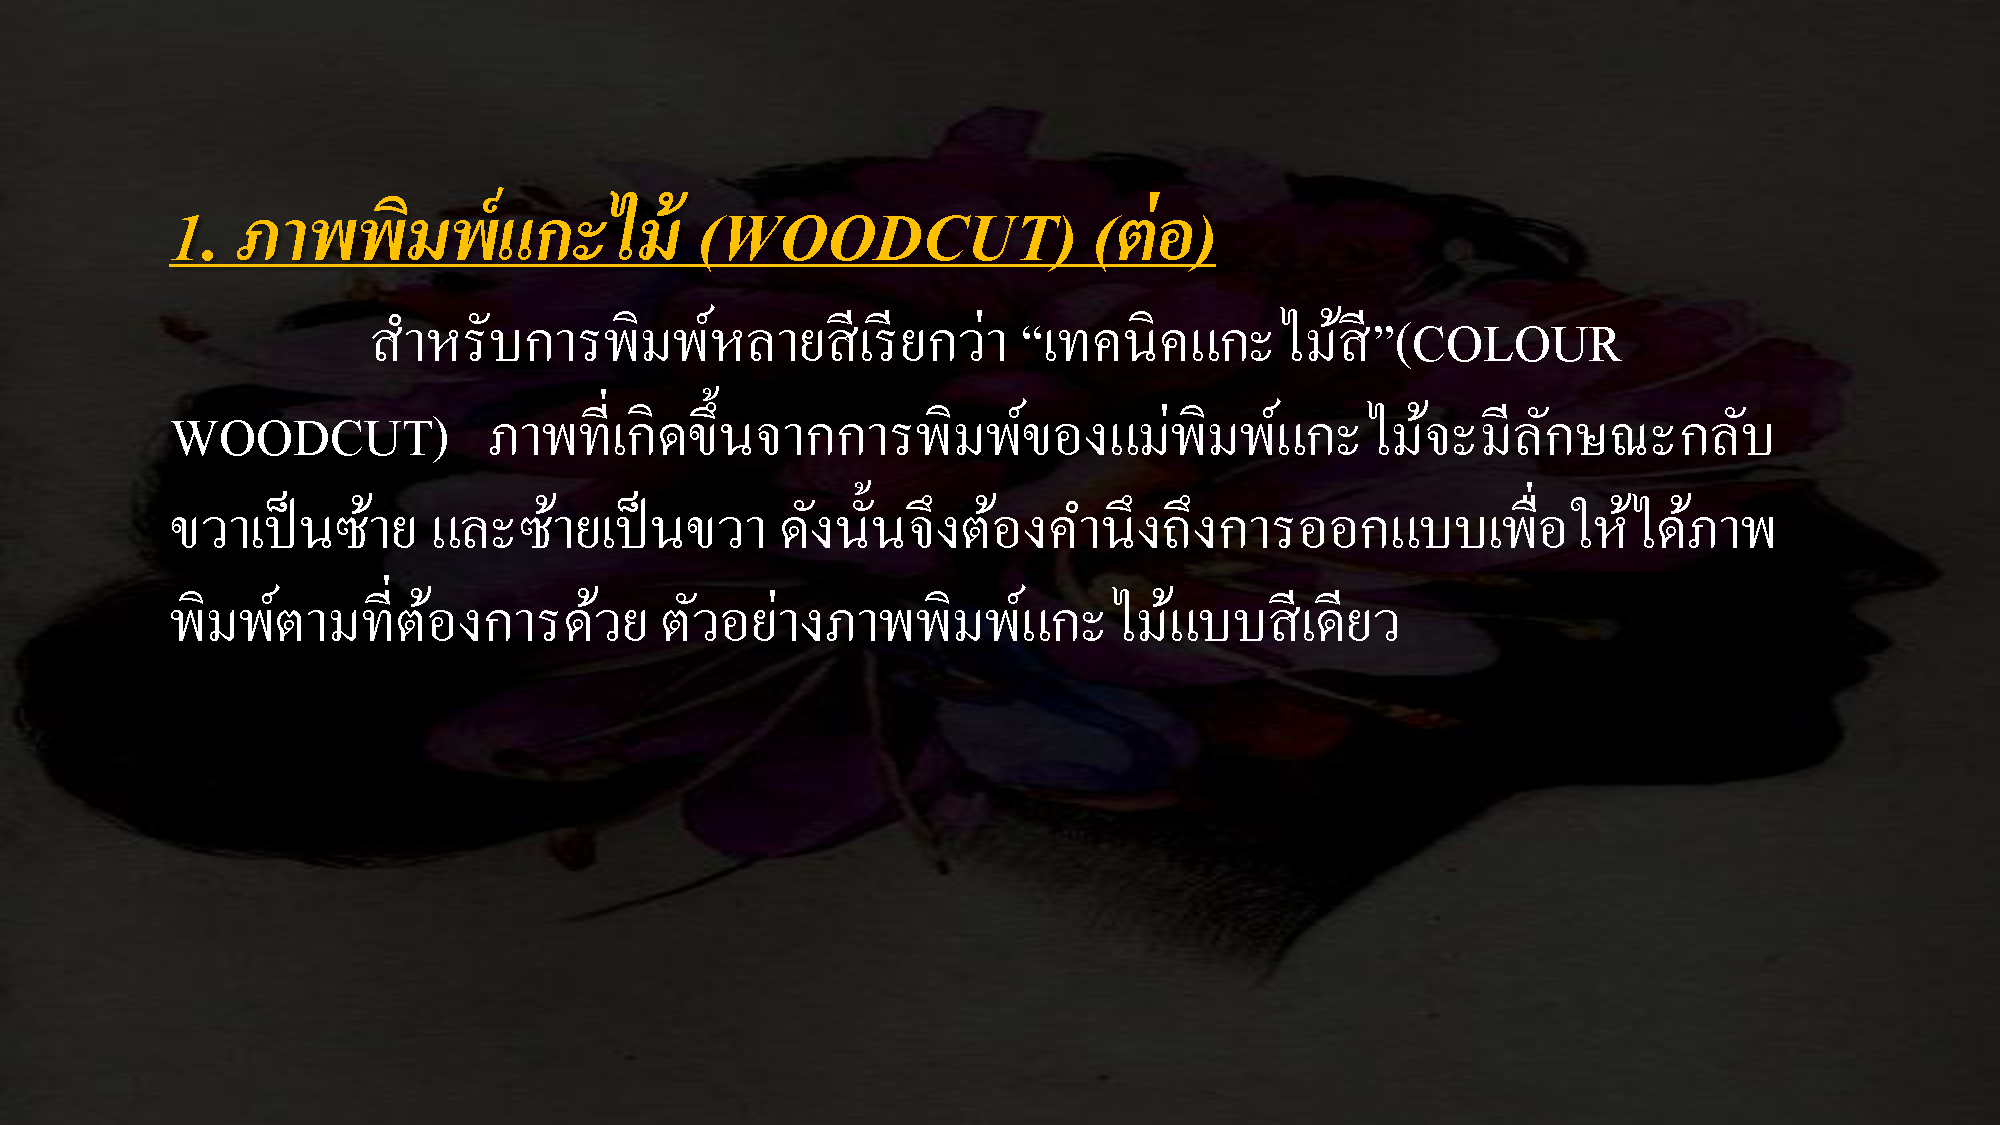 1. ภาพพิมพ์แกะไม้ (WOODCUT) (ต่อ)
สำหรับการพิมพ์หลายสีเรียกว่า “เทคนิคแกะไม้สี”(COLOUR
WOODCUT) ภาพที่เกิดขึ้นจากการพิมพ์ของแม่พิมพ์แกะไม้จะมีลักษณะกลับ
ขวาเป็นซ้าย และซ้ายเป็นขวา ดังนั้นจึงต้องคำนึงถึงการออกแบบเพื่อให้ได้ภาพ
พิมพ์ตามที่ต้องการด้วย ตัวอย่างภาพพิมพ์แกะไม้แบบสีเดียว